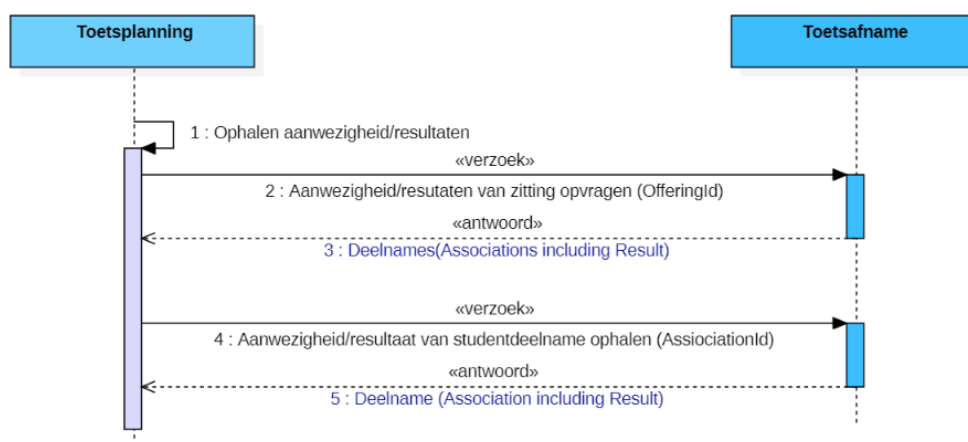 Toetsplanning
Toetsafname
1 : Ophalen aanwezigheid/resultaten
«verzoek»
2 : Aanwezigheid/resutaten van zitting opvragen (OfferingId)
«antwoord»
3 : Deelnames(Associations including Result)
«verzoek»
4 : Aanwezigheid/resultaat van studentdeelname ophalen (AssiociationId)
«antwoord»
5 : Deelname (Association including Result)